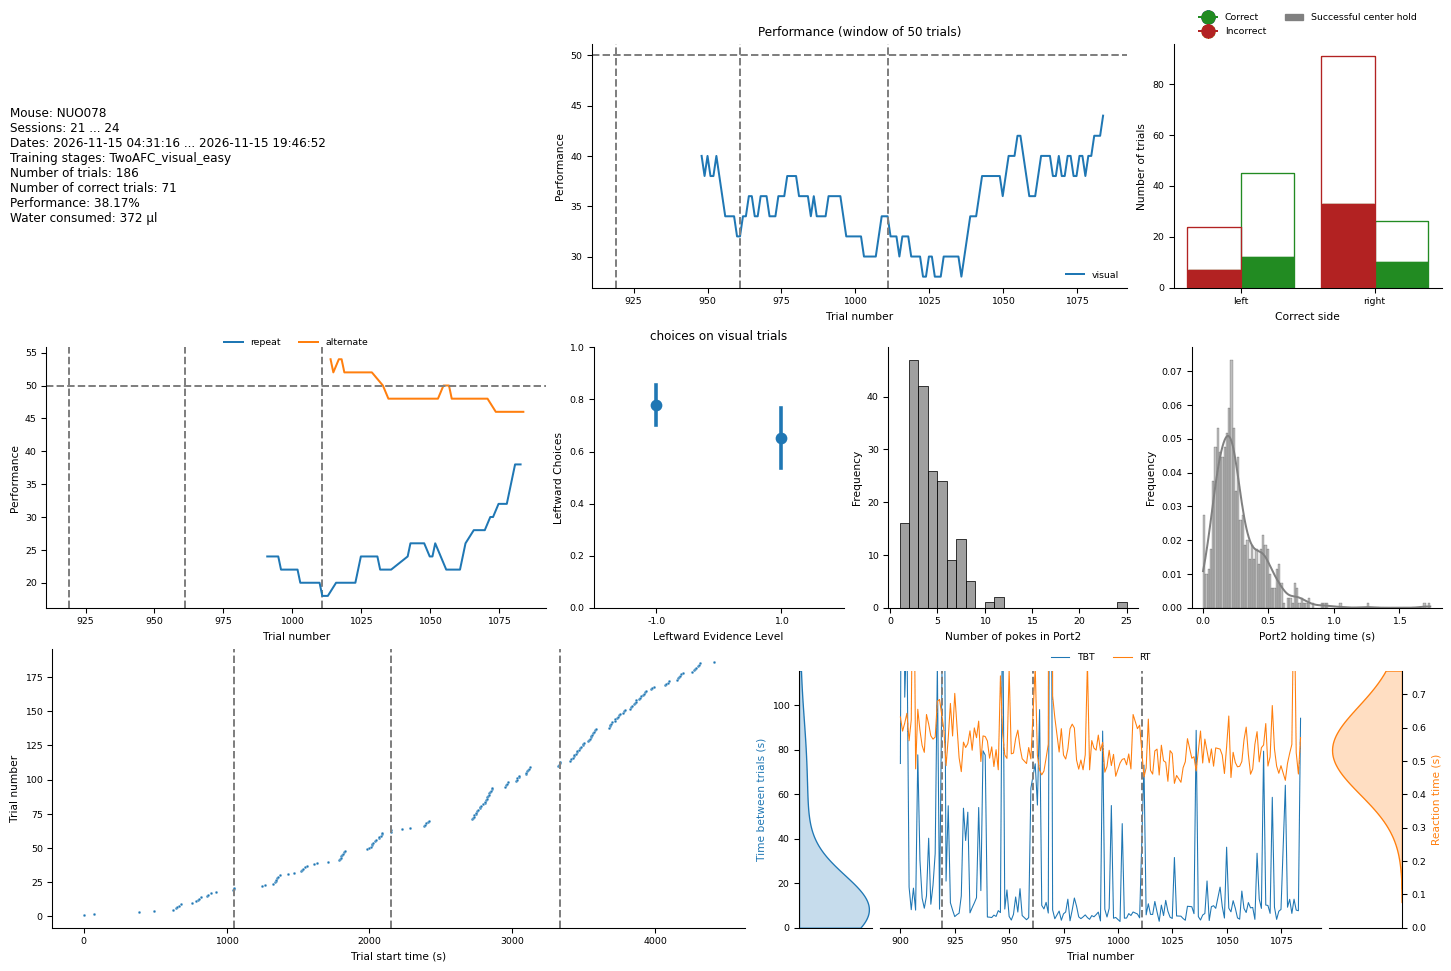 Mouse: NUO078
Sessions: 21 ... 24
Dates: 2026-11-15 04:31:16 ... 2026-11-15 19:46:52
Training stages: TwoAFC_visual_easy
Number of trials: 186
Number of correct trials: 71
Performance: 38.17%
Water consumed: 372 µl
Performance (window of 50 trials)
50
45
40
35
30
Performance
925 950 975 1000 1025 1050 1075
Trial number
visual
Correct
Incorrect
Successful center hold
80
60
40
20
0
Number of trials
left right
Correct side
repeat alternate
55
50
45
40
35
30
25
20
Performance
925 950 975 1000 1025 1050 1075
Trial number
choices on visual trials
1.0
0.8
0.6
0.4
0.2
0.0
Leftward Choices
-1.0 1.0
Leftward Evidence Level
40
30
20
10
0
Frequency
0 5 10 15 20 25
Number of pokes in Port2
0.07
0.06
0.05
0.04
0.03
0.02
0.01
0.00
Frequency
0.0 0.5 1.0 1.5
Port2 holding time (s)
175
150
125
100
75
50
25
0
Trial number
0 1000 2000 3000 4000
Trial start time (s)
TBT RT
100
80
60
40
20
0
Time between trials (s)
900 925 950 975 1000 1025 1050 1075
Trial number
0.7
0.6
0.5
0.4
0.3
0.2
0.1
0.0
Reaction time (s)